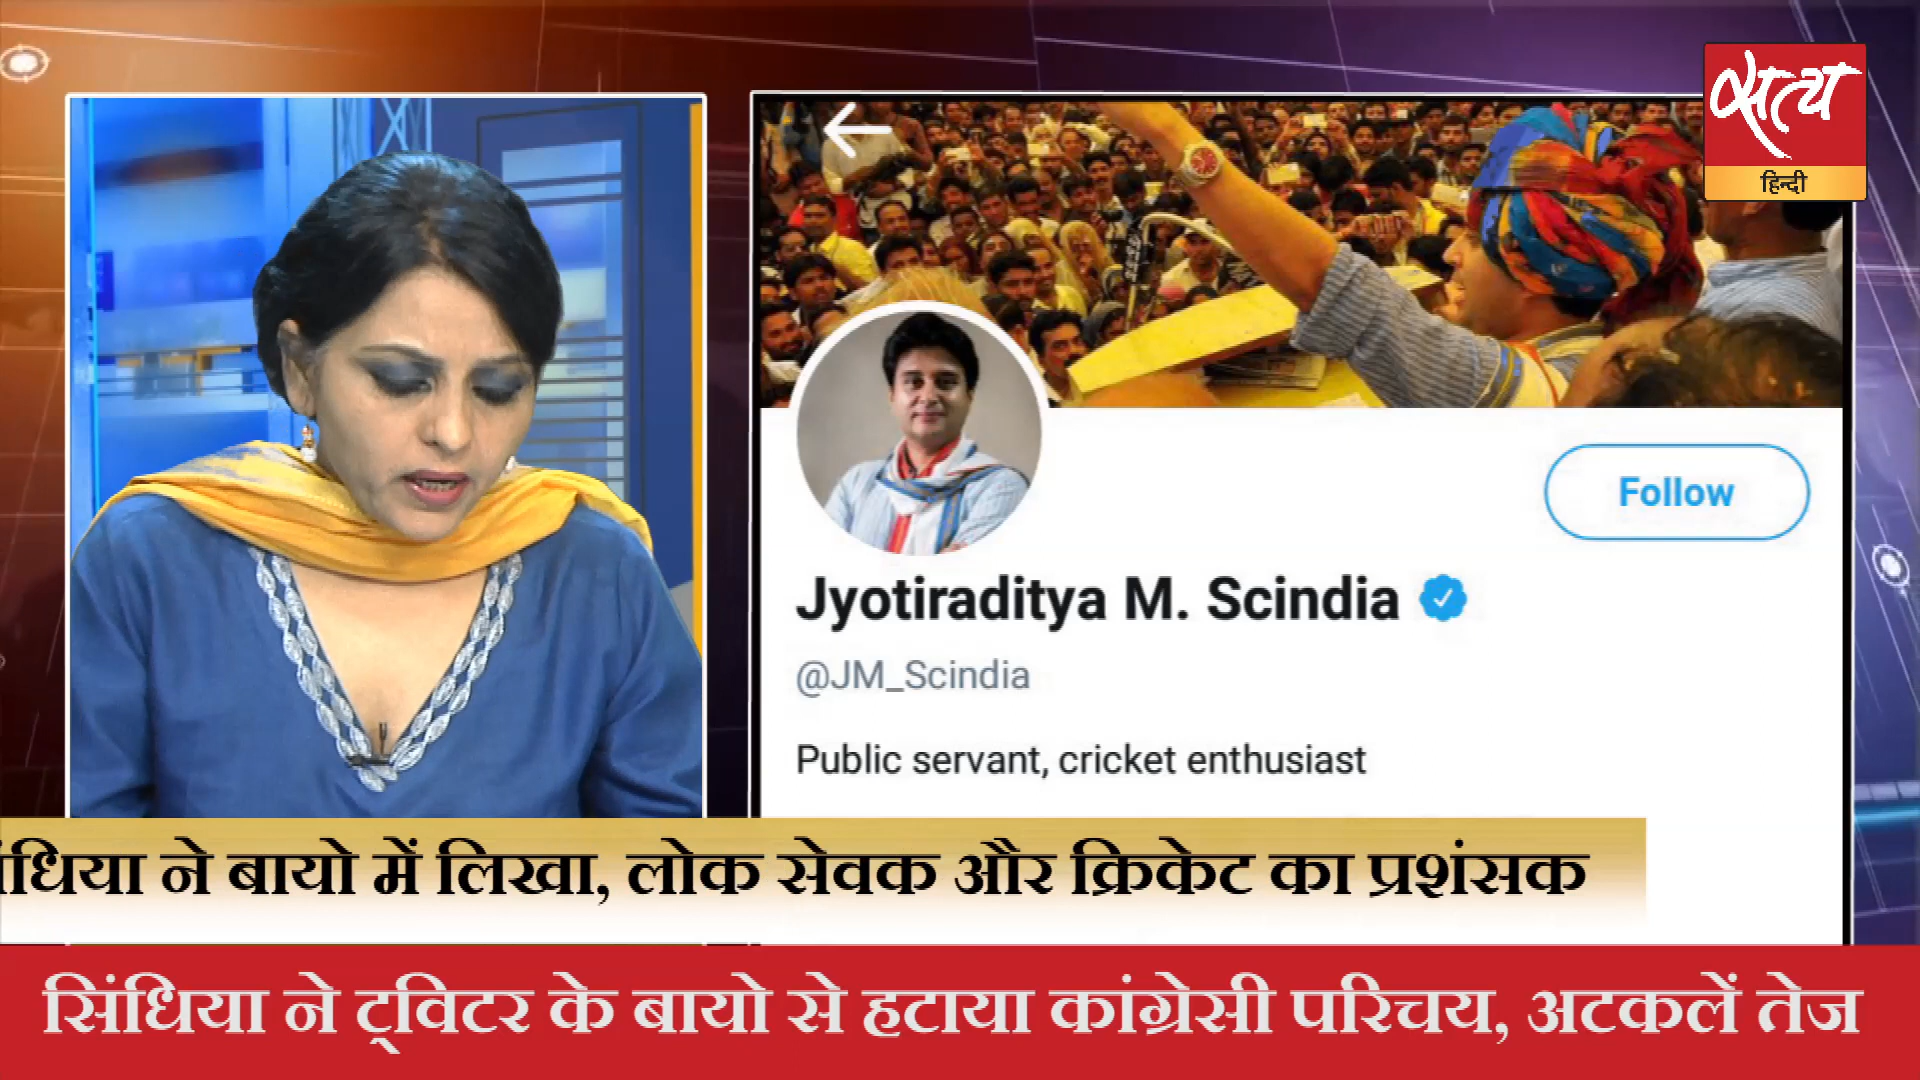 सत्य
हिन्दी
Follow
Jyotiraditya M. Scindia
@JM_Scindia
Public servant, cricket enthusiast
ने बायो में लिखा, लोक सेवक और क्रिकेट का प्रशंसक
सिंधिया ने ट्विटर के बायो से हटाया कांग्रेसी परिचय, अटकलें तेज